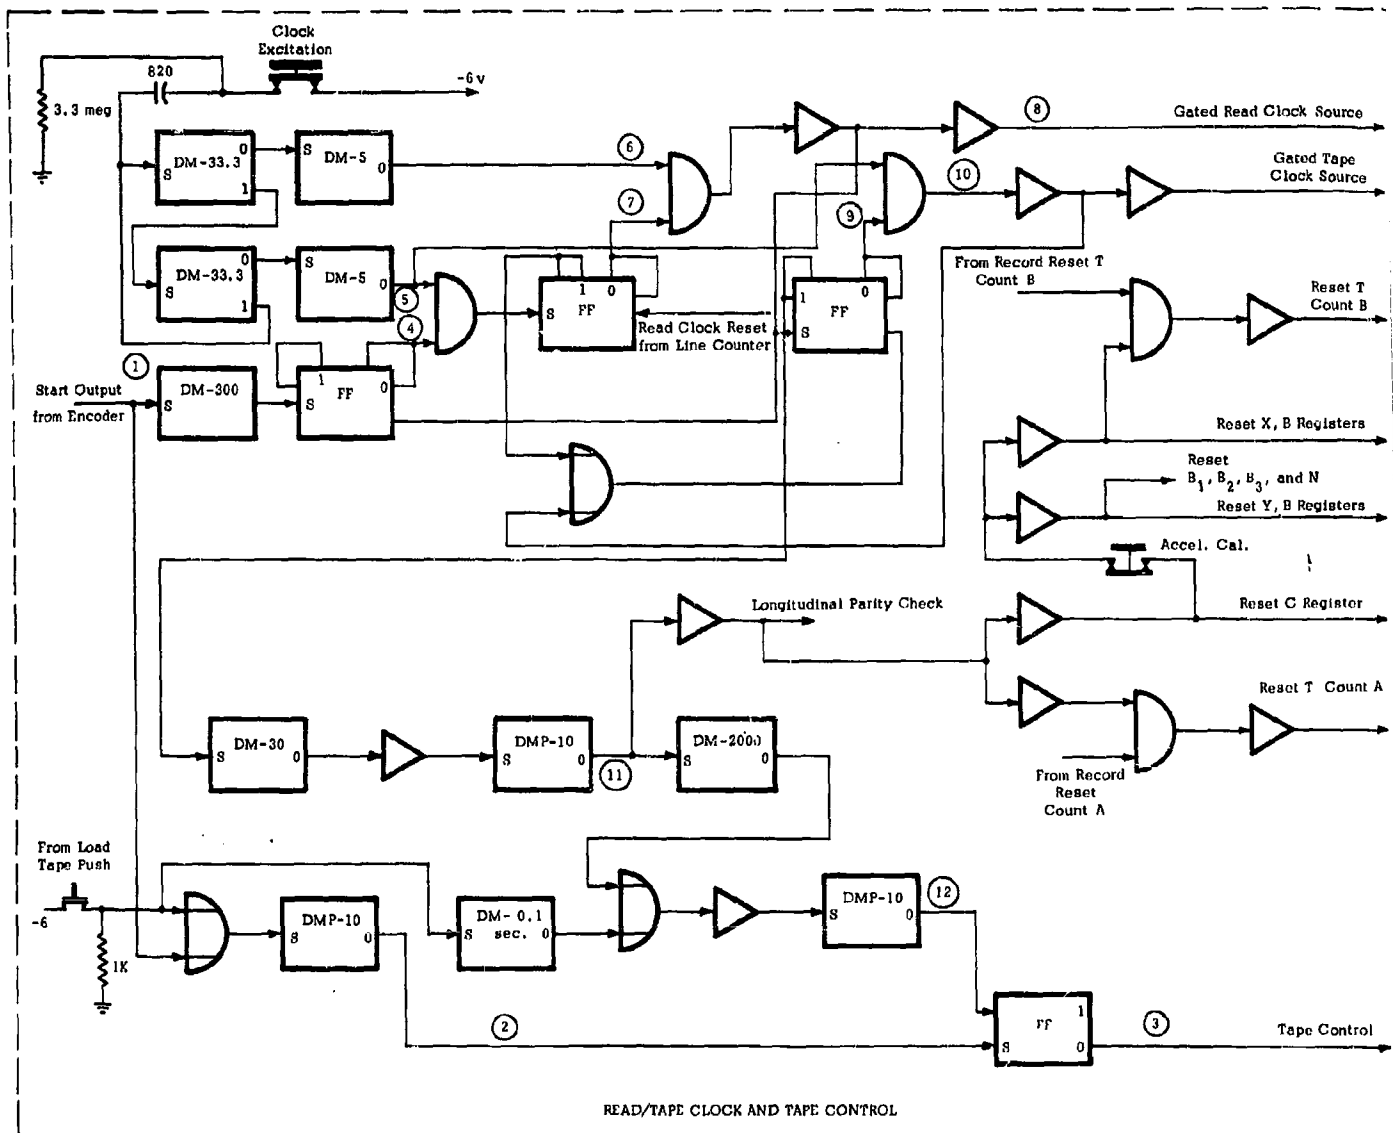 Clock
Excitation
820
-6v
3.3 meg
8
Gated Read Clock Source
DM-33.3
S
0
1
DM-5
S
0
6
7
10
Gated Tape
Clock Source
9
DM-33.3
S
0
1
DM-5
S
0
5
4
S
1
0
FF
Read Clock Reset
from Line Counter
1
0
S
FF
From Record Reset T
Count B
Reset T
Count B
1
Start Output
from Encoder
DM-300
S
1
FF
0
S
Reset X, B Registers
Reset
B1, B2, B3, and N
Reset Y, B Registers
Accel. Cal.
Longitudinal Parity Check
Reset C Register
Reset T Count A
DM-30
S
0
DMP-10
S
0
11
DM-2000
S
0
From Record
Reset
Count A
From Load
Tape Push
-6
1K
DMP-10
S
0
DM-0.1
sec.
S
0
DMP-10
S
0
12
2
FF
1
S
0
3
Tape Control
READ/TAPE CLOCK AND TAPE CONTROL